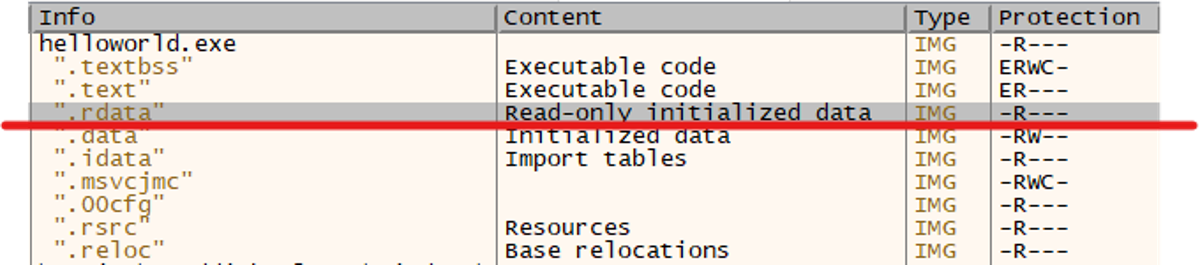 Info Content Type Protection
helloworld.exe IMG -R---
".textbss" Executable code IMG ERWC-
".text" Executable code IMG ER---
".rdata" Read-only initialized data IMG -R---
".data" Initialized data IMG -RW--
".idata" Import tables IMG -R---
".msvcjmc" IMG -RWC-
".00cfg" IMG -R---
".rsrc" Resources IMG -R---
".reloc" Base relocations IMG -R---